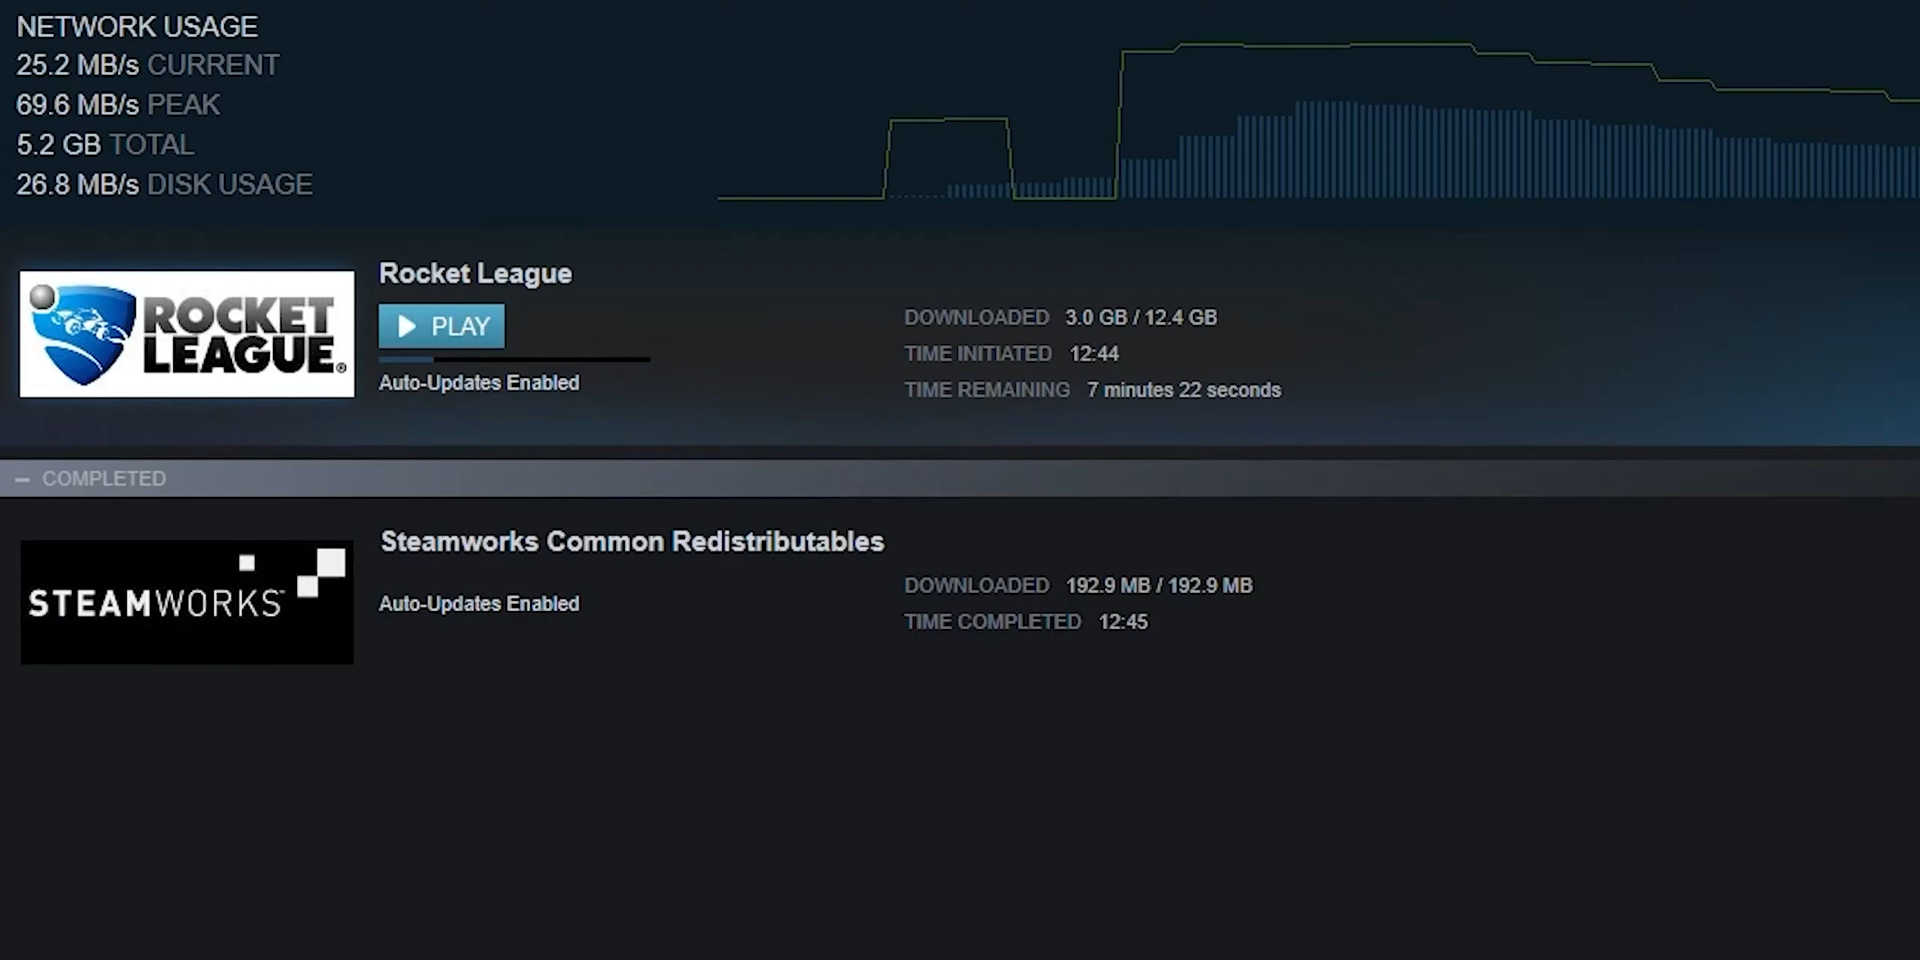 NETWORK USAGE
25.2 MB/s CURRENT
69.6 MB/s PEAK
5.2 GB TOTAL
26.8 MB/s DISK USAGE
ROCKET
LEAGUE®
Rocket League
PLAY
Auto-Updates Enabled
DOWNLOADED 3.0 GB / 12.4 GB
TIME INITIATED 12:44
TIME REMAINING 7 minutes 22 seconds
COMPLETED
STEAMWORKS™
Steamworks Common Redistributables
Auto-Updates Enabled
DOWNLOADED 192.9 MB / 192.9 MB
TIME COMPLETED 12:45